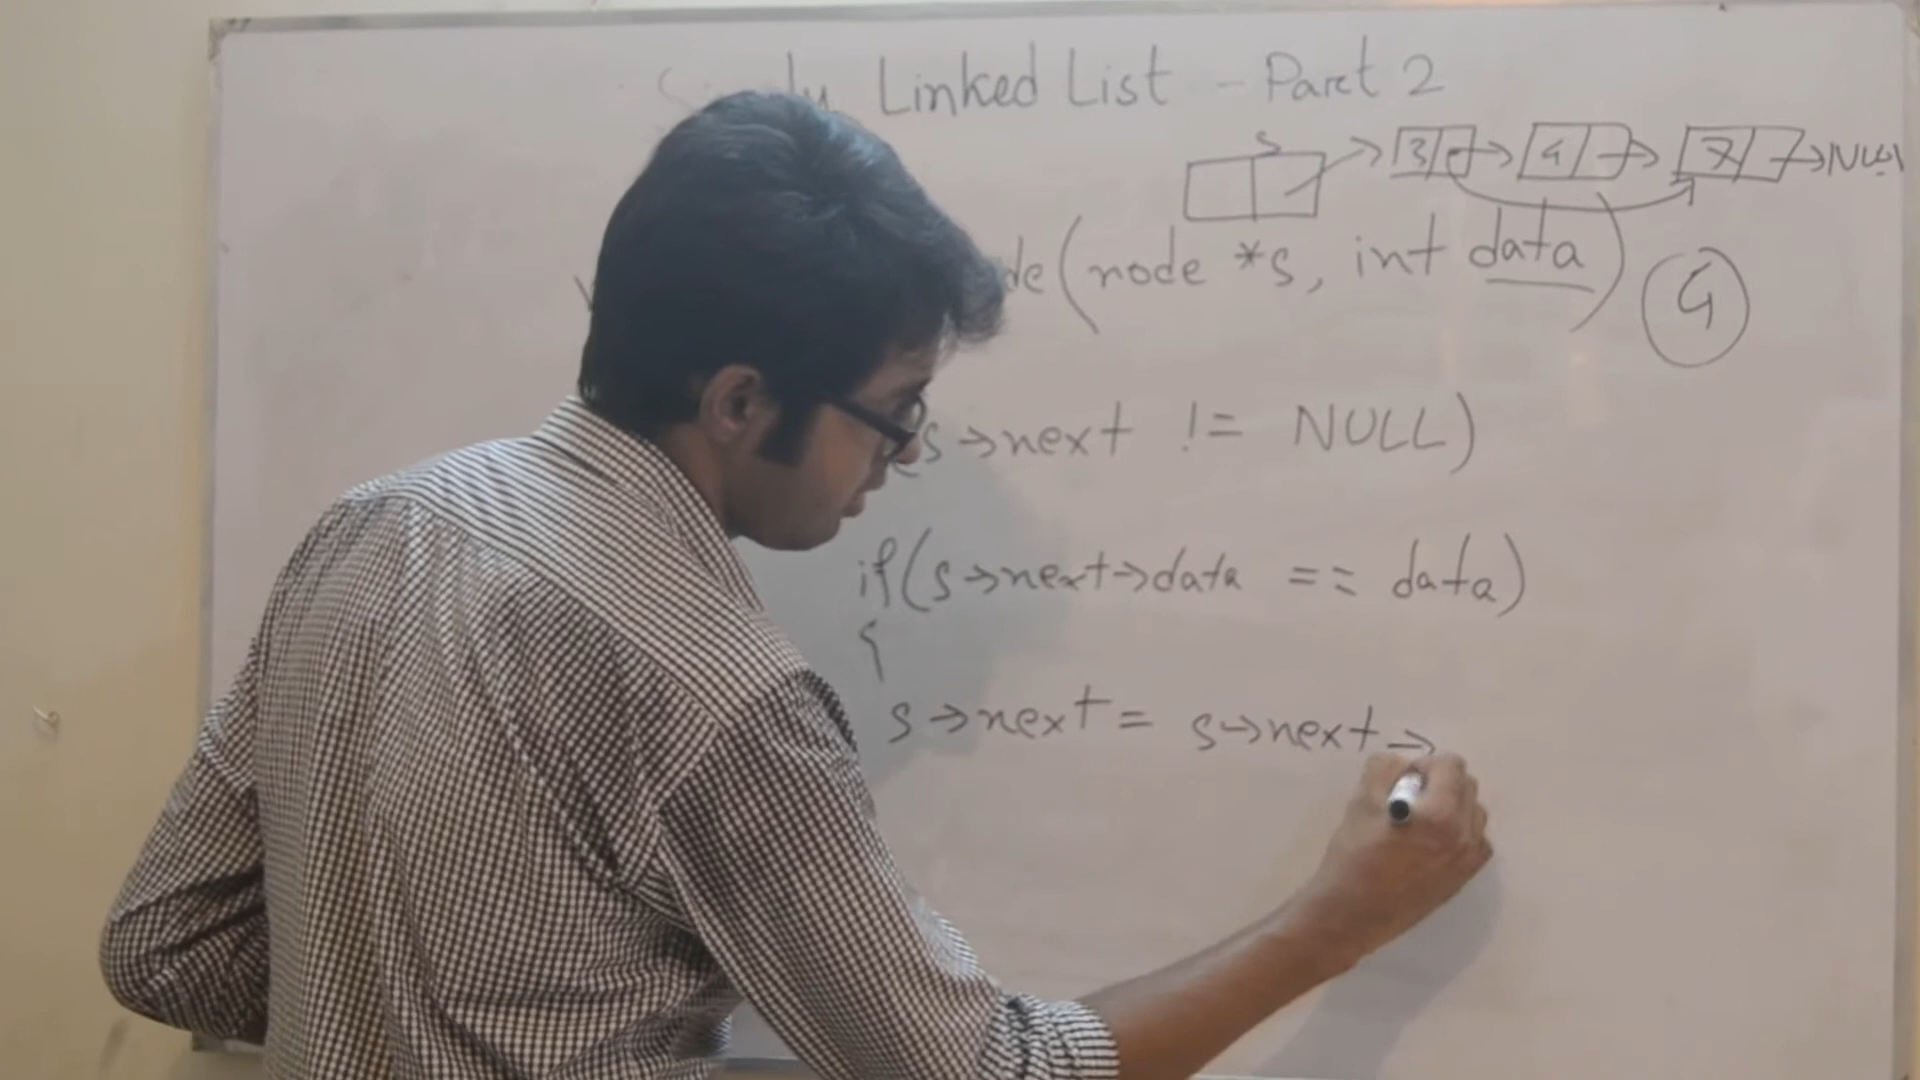 Linked List - Part 2
s
3 4 7 NULL
(node *s, int data) 4
s→next != NULL)
if(s→next→data == data)
{
s→next = s→next→